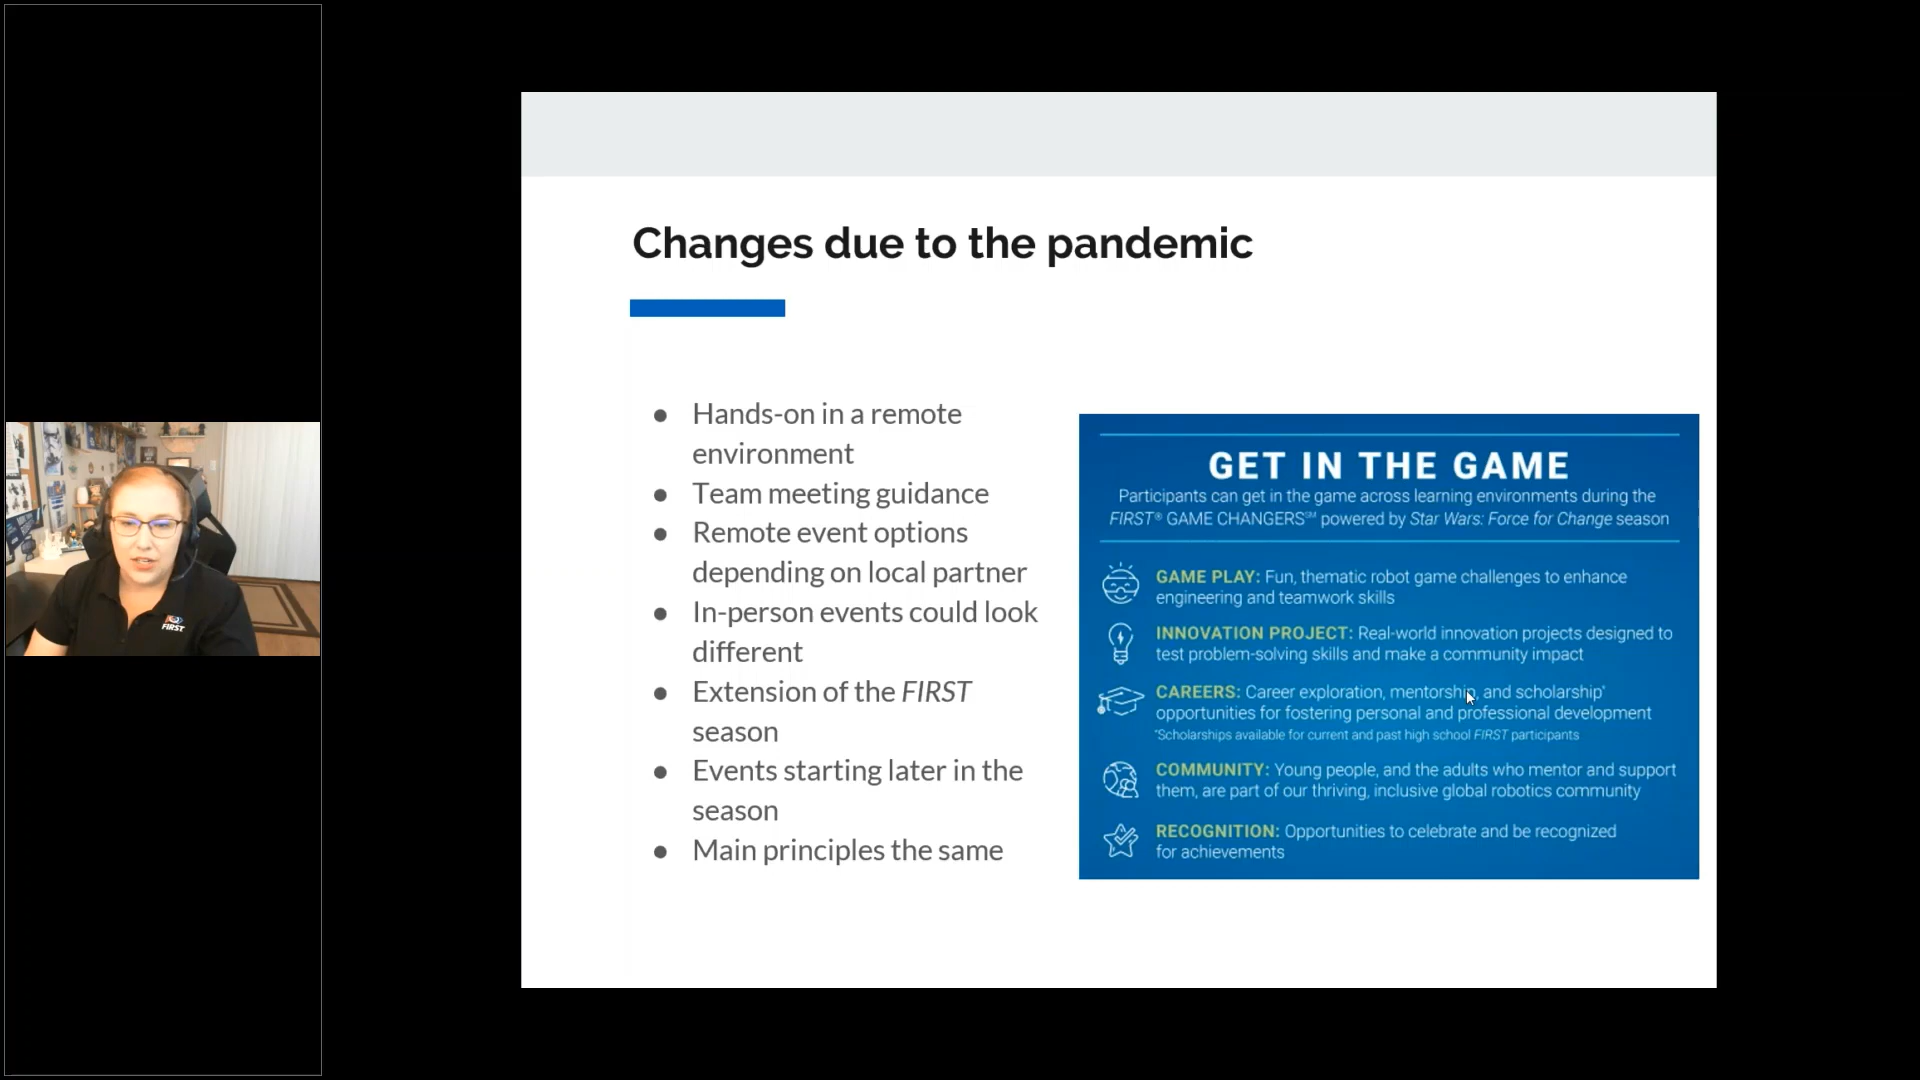 Changes due to the pandemic
● Hands-on in a remote
environment
● Team meeting guidance
● Remote event options
depending on local partner
● In-person events could look
different
● Extension of the FIRST
season
● Events starting later in the
season
● Main principles the same
GET IN THE GAME
Participants can get in the game across learning environments during the
FIRST® GAME CHANGERS℠ powered by Star Wars: Force for Change season
GAME PLAY: Fun, thematic robot game challenges to enhance
engineering and teamwork skills
INNOVATION PROJECT: Real-world innovation projects designed to
test problem-solving skills and make a community impact
CAREERS: Career exploration, mentorship, and scholarship*
opportunities for fostering personal and professional development
*Scholarships available for current and past high school FIRST participants
COMMUNITY: Young people, and the adults who mentor and support
them, are part of our thriving, inclusive global robotics community
RECOGNITION: Opportunities to celebrate and be recognized
for achievements
FIRST